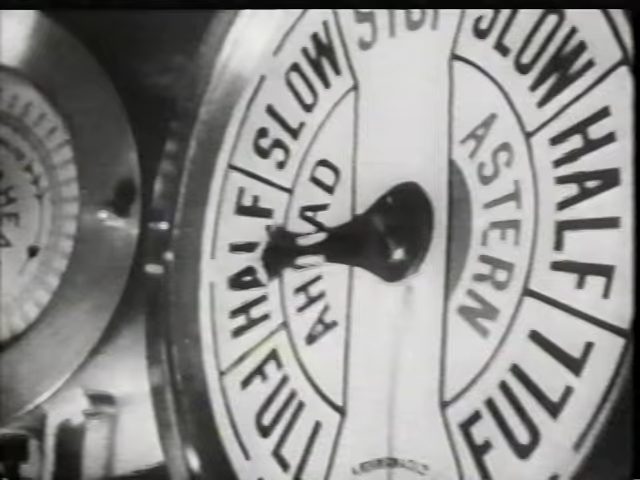 STOP
SLOW
SLOW
HALF
HALF
AHEAD
ASTERN
FULL
FULL